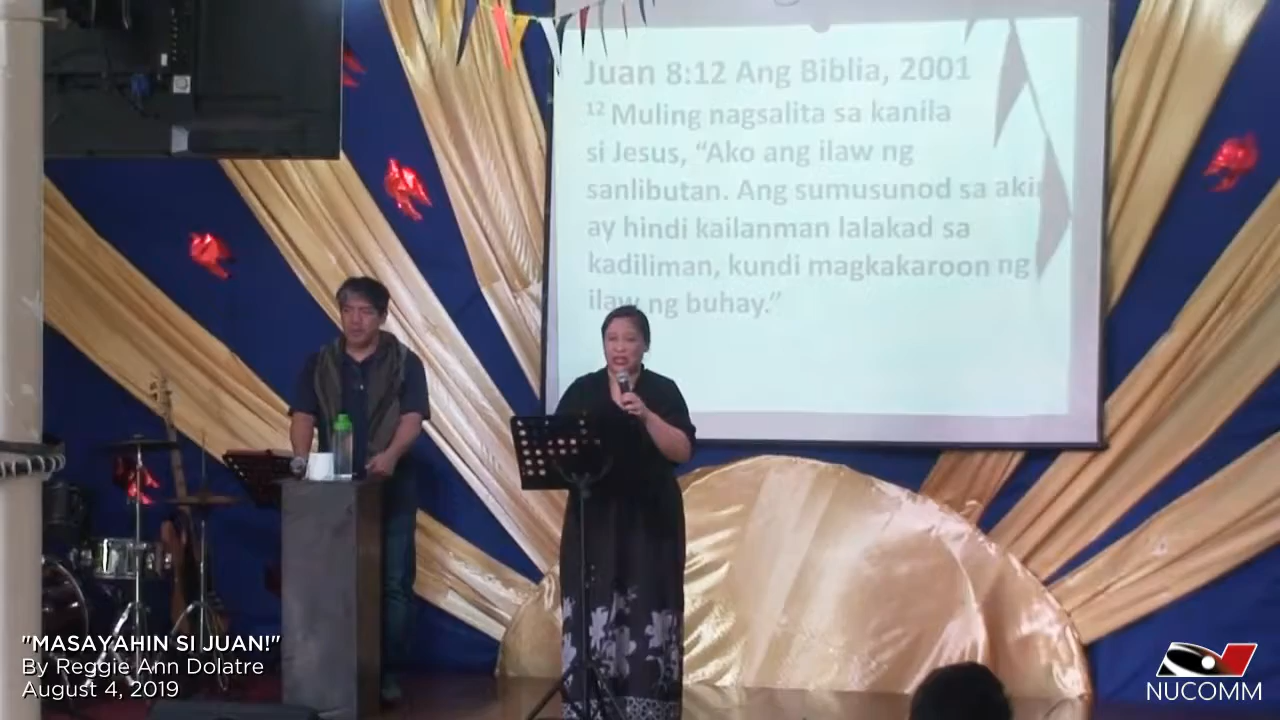 Juan 8:12 Ang Biblia, 2001
12 Muling nagsalita sa kanila
si Jesus, “Ako ang ilaw ng
sanlibutan. Ang sumusunod sa akin
ay hindi kailanman lalakad sa
kadiliman, kundi magkakaroon ng
ilaw ng buhay.”
"MASAYAHIN SI JUAN!"
By Reggie Ann Dolatre
August 4, 2019
NUCOMM